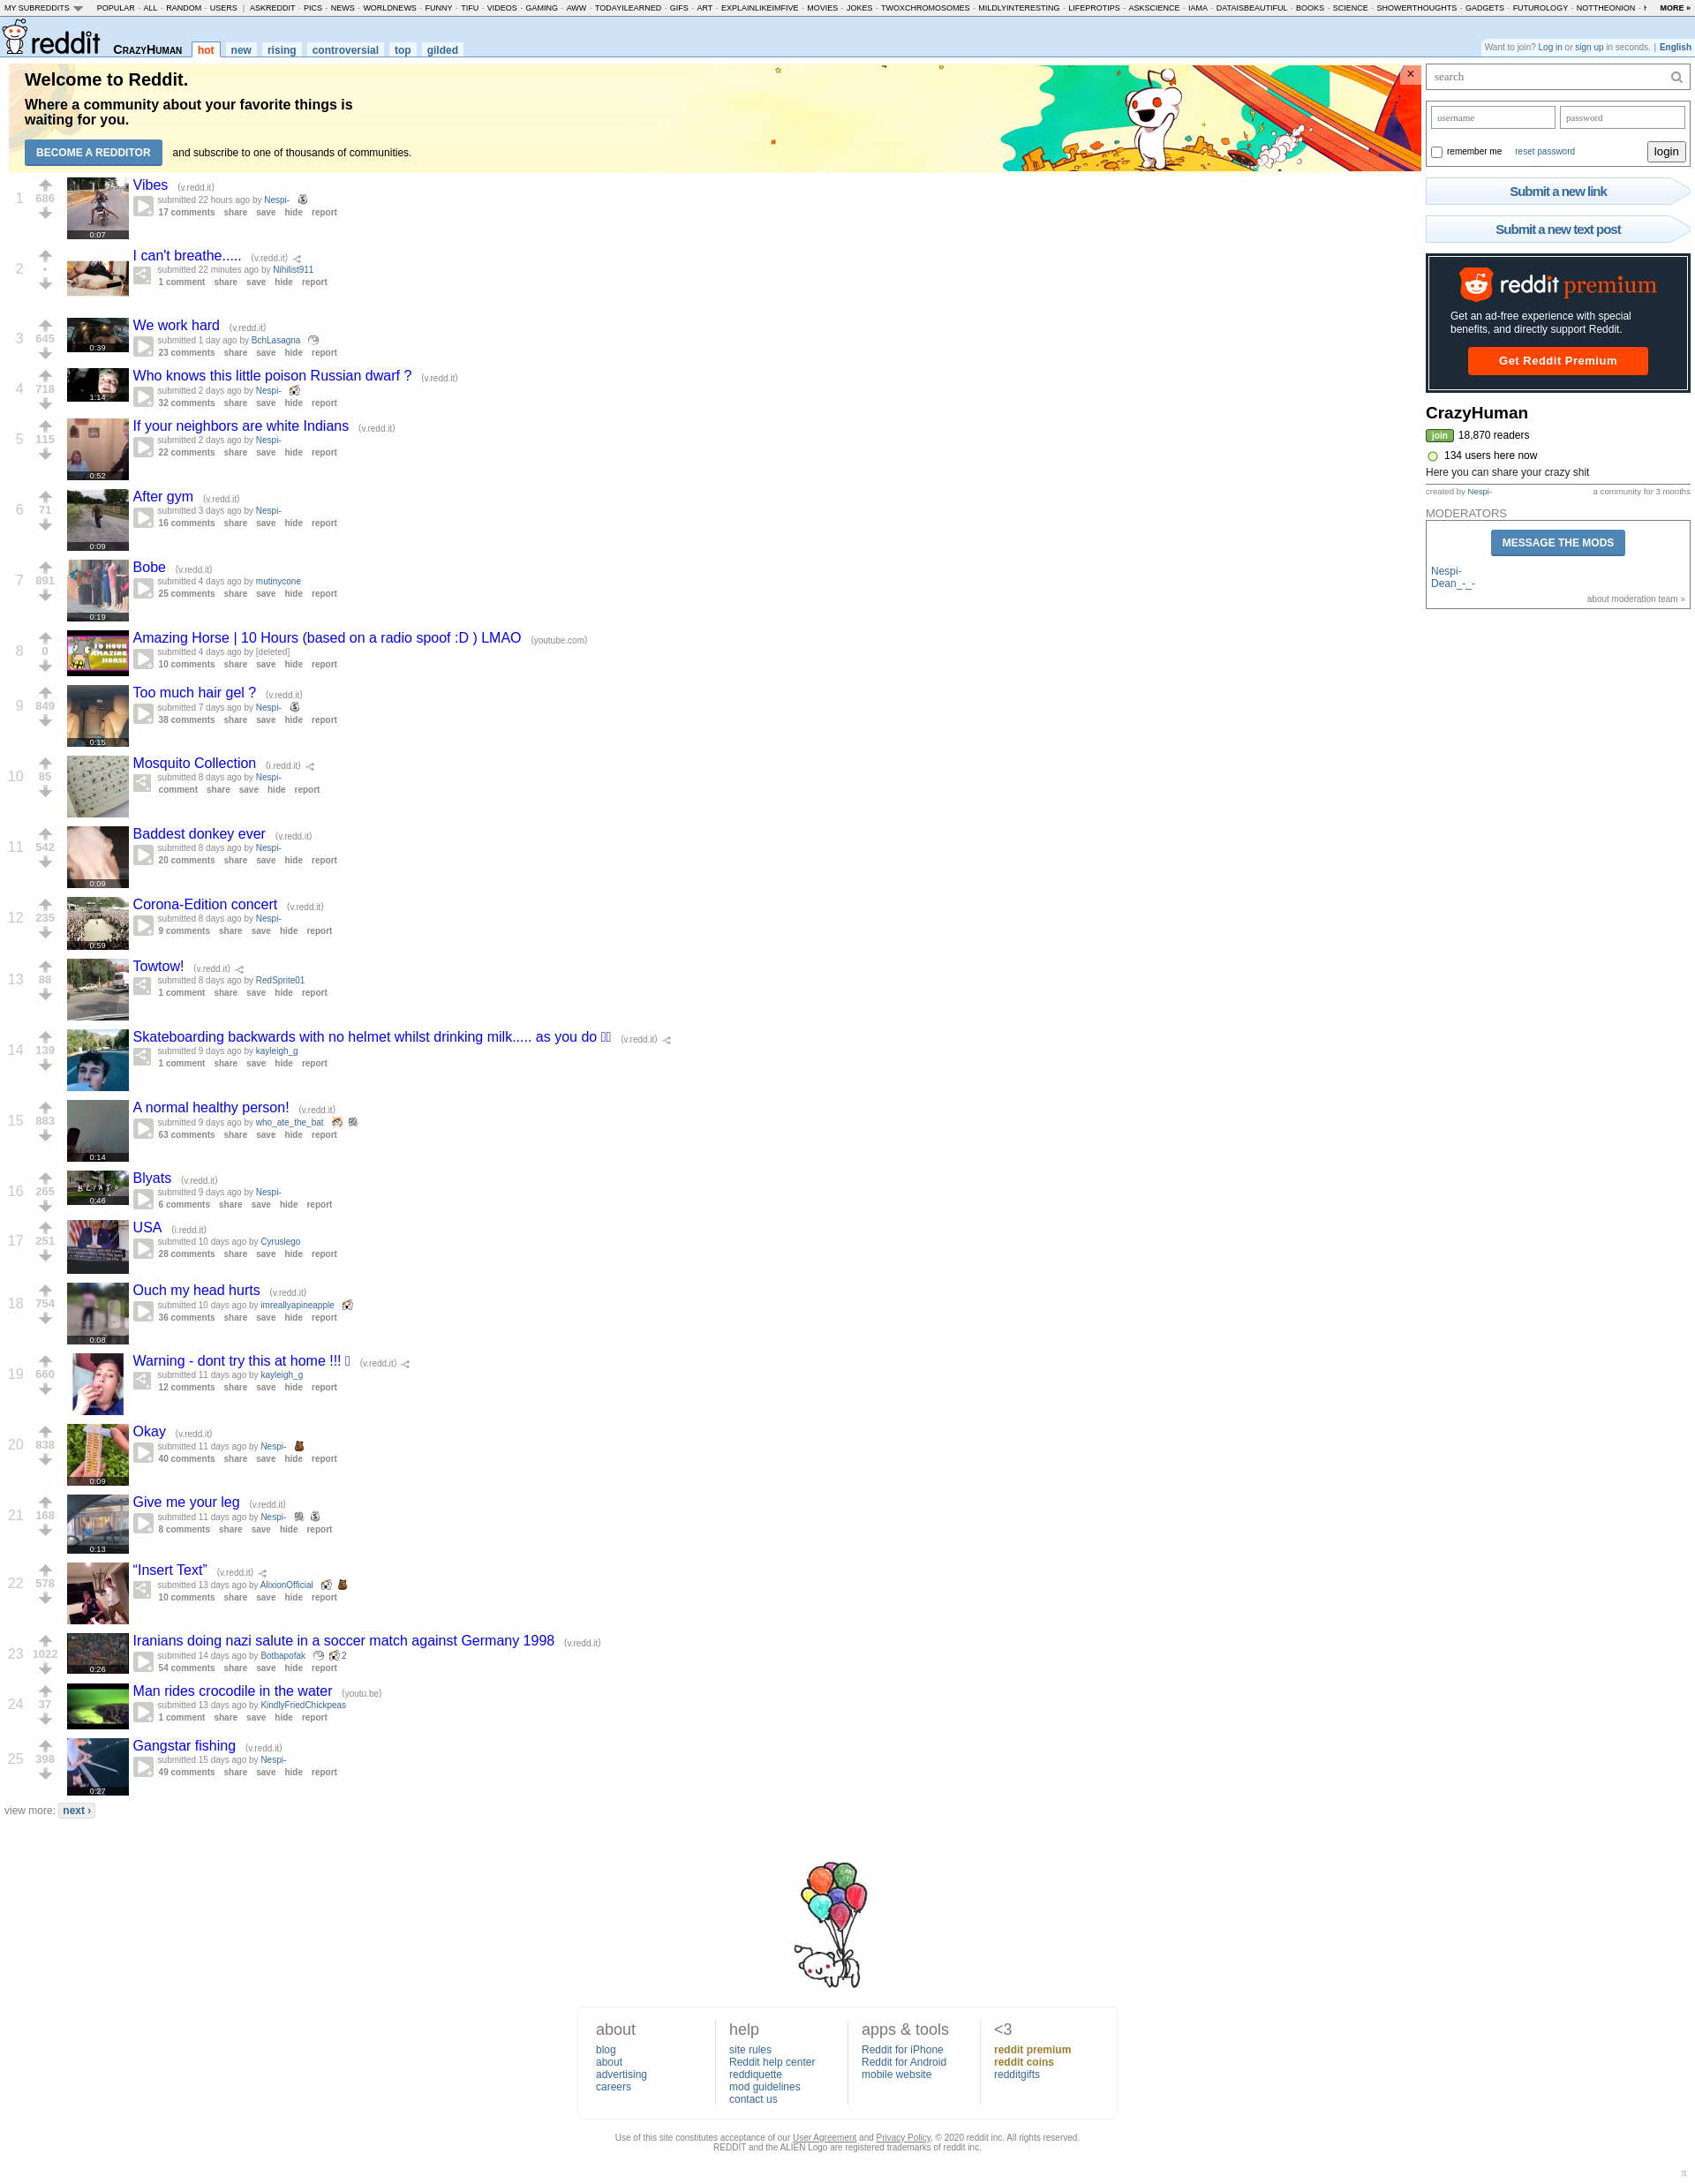 MY SUBREDDITS POPULAR - ALL - RANDOM - USERS | ASKREDDIT - PICS - NEWS - WORLDNEWS - FUNNY - TIFU - VIDEOS - GAMING - AWW - TODAYILEARNED - GIFS - ART - EXPLAINLIKEIMFIVE - MOVIES - JOKES - TWOXCHROMOSOMES - MILDLYINTERESTING - LIFEPROTIPS - ASKSCIENCE - IAMA - DATAISBEAUTIFUL - BOOKS - SCIENCE - SHOWERTHOUGHTS - GADGETS - FUTUROLOGY - NOTTHEONION - MORE »
reddit CRAZYHUMAN hot new rising controversial top gilded
Want to join? Log in or sign up in seconds. | English
Welcome to Reddit.
Where a community about your favorite things is
waiting for you.
BECOME A REDDITOR and subscribe to one of thousands of communities.
×
1 686 0:07
Vibes (v.redd.it)
submitted 22 hours ago by Nespi-
17 comments share save hide report
2 •
I can't breathe..... (v.redd.it)
submitted 22 minutes ago by Nihilist911
1 comment share save hide report
3 645 0:39
We work hard (v.redd.it)
submitted 1 day ago by BchLasagna
23 comments share save hide report
4 718 1:14
Who knows this little poison Russian dwarf ? (v.redd.it)
submitted 2 days ago by Nespi-
32 comments share save hide report
5 115 0:52
If your neighbors are white Indians (v.redd.it)
submitted 2 days ago by Nespi-
22 comments share save hide report
6 71 0:09
After gym (v.redd.it)
submitted 3 days ago by Nespi-
16 comments share save hide report
7 891 0:19
Bobe (v.redd.it)
submitted 4 days ago by mutinycone
25 comments share save hide report
8 0 10 HOUR AMAZING HORSE
Amazing Horse | 10 Hours (based on a radio spoof :D ) LMAO (youtube.com)
submitted 4 days ago by [deleted]
10 comments share save hide report
9 849 0:15
Too much hair gel ? (v.redd.it)
submitted 7 days ago by Nespi-
38 comments share save hide report
10 85
Mosquito Collection (i.redd.it)
submitted 8 days ago by Nespi-
comment share save hide report
11 542 0:09
Baddest donkey ever (v.redd.it)
submitted 8 days ago by Nespi-
20 comments share save hide report
12 235 0:59
Corona-Edition concert (v.redd.it)
submitted 8 days ago by Nespi-
9 comments share save hide report
13 88
Towtow! (v.redd.it)
submitted 8 days ago by RedSprite01
1 comment share save hide report
14 139
Skateboarding backwards with no helmet whilst drinking milk..... as you do (v.redd.it)
submitted 9 days ago by kayleigh_g
1 comment share save hide report
15 883 0:14
A normal healthy person! (v.redd.it)
submitted 9 days ago by who_ate_the_bat
63 comments share save hide report
16 265 0:46
Blyats (v.redd.it)
submitted 9 days ago by Nespi-
6 comments share save hide report
17 251
USA (i.redd.it)
submitted 10 days ago by Cyruslego
28 comments share save hide report
18 754 0:08
Ouch my head hurts (v.redd.it)
submitted 10 days ago by imreallyapineapple
36 comments share save hide report
19 660
Warning - dont try this at home !!! (v.redd.it)
submitted 11 days ago by kayleigh_g
12 comments share save hide report
20 838 0:09
Okay (v.redd.it)
submitted 11 days ago by Nespi-
40 comments share save hide report
21 168 0:13
Give me your leg (v.redd.it)
submitted 11 days ago by Nespi-
8 comments share save hide report
22 578
“Insert Text” (v.redd.it)
submitted 13 days ago by AlixionOfficial
10 comments share save hide report
23 1022 0:26
Iranians doing nazi salute in a soccer match against Germany 1998 (v.redd.it)
submitted 14 days ago by Botbapofak 2
54 comments share save hide report
24 37
Man rides crocodile in the water (youtu.be)
submitted 13 days ago by KindlyFriedChickpeas
1 comment share save hide report
25 398 0:27
Gangstar fishing (v.redd.it)
submitted 15 days ago by Nespi-
49 comments share save hide report
view more: next ›
search
username password
remember me reset password login
Submit a new link
Submit a new text post
reddit premium
Get an ad-free experience with special
benefits, and directly support Reddit.
Get Reddit Premium
CrazyHuman
join 18,870 readers
134 users here now
Here you can share your crazy shit
created by Nespi- a community for 3 months
MODERATORS
MESSAGE THE MODS
Nespi-
Dean_-_-
about moderation team »
about
blog
about
advertising
careers
help
site rules
Reddit help center
reddiquette
mod guidelines
contact us
apps & tools
Reddit for iPhone
Reddit for Android
mobile website
<3
reddit premium
reddit coins
redditgifts
Use of this site constitutes acceptance of our User Agreement and Privacy Policy. © 2020 reddit inc. All rights reserved.
REDDIT and the ALIEN Logo are registered trademarks of reddit inc.
π